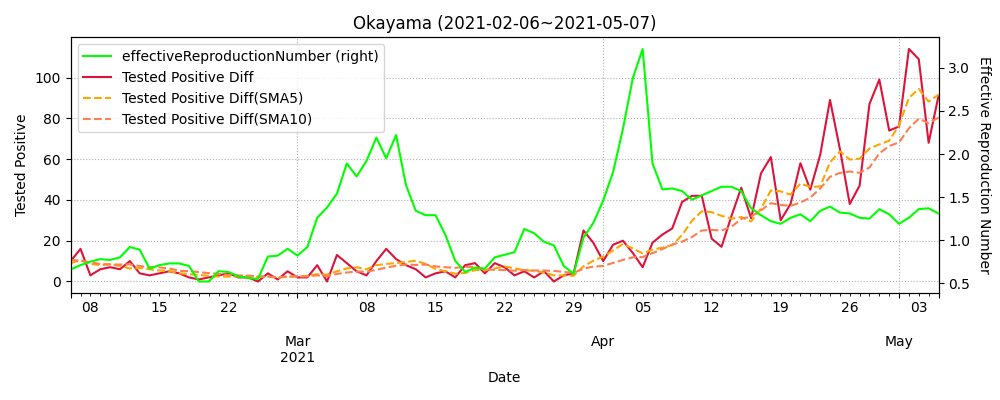 Okayama (2021-02-06~2021-05-07)
effectiveReproductionNumber (right)
Tested Positive Diff
Tested Positive Diff(SMA5)
Tested Positive Diff(SMA10)
Tested Positive
100
80
60
40
20
0
Effective Reproduction Number
3.0
2.5
2.0
1.5
1.0
0.5
08 15 22 08 15 22 29 05 12 19 26 03
Mar Apr May
2021
Date